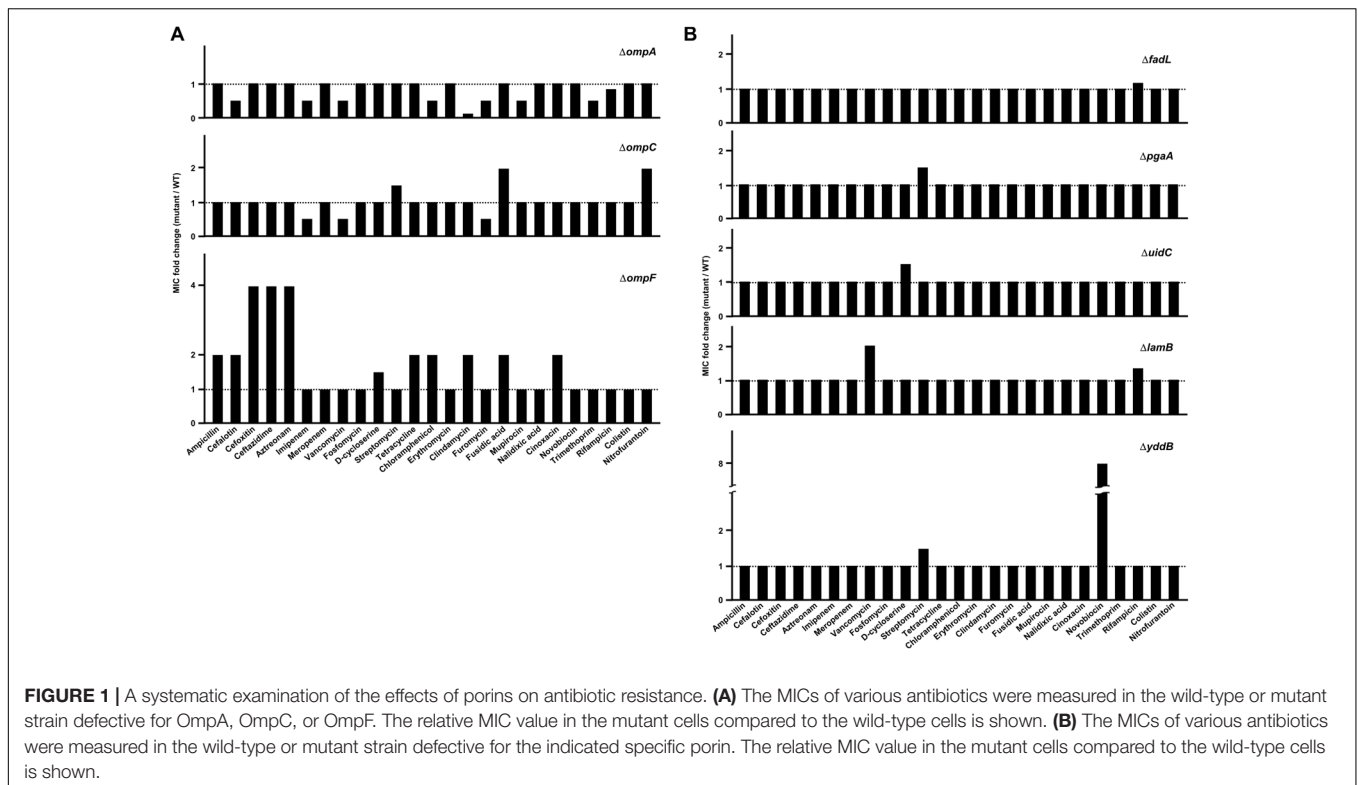 A
ΔompA
1
0
ΔompC
2
1
0
MIC fold change (mutant / WT)
ΔompF
4
2
1
0
Ampicillin
Cefalotin
Cefoxitin
Ceftazidime
Aztreonam
Imipenem
Meropenem
Vancomycin
Fosfomycin
D-cycloserine
Streptomycin
Tetracycline
Chloramphenicol
Erythromycin
Clindamycin
Furomycin
Fusidic acid
Mupirocin
Nalidixic acid
Cinoxacin
Novobiocin
Trimethoprim
Rifampicin
Colistin
Nitrofurantoin
B
ΔfadL
2
1
0
ΔpgaA
2
1
0
ΔuidC
2
1
0
MIC fold change (mutant / WT)
ΔlamB
2
1
0
ΔyddB
8
2
1
0
Ampicillin
Cefalotin
Cefoxitin
Ceftazidime
Aztreonam
Imipenem
Meropenem
Vancomycin
Fosfomycin
D-cycloserine
Streptomycin
Tetracycline
Chloramphenicol
Erythromycin
Clindamycin
Furomycin
Fusidic acid
Mupirocin
Nalidixic acid
Cinoxacin
Novobiocin
Trimethoprim
Rifampicin
Colistin
Nitrofurantoin
FIGURE 1 | A systematic examination of the effects of porins on antibiotic resistance. (A) The MICs of various antibiotics were measured in the wild-type or mutant
strain defective for OmpA, OmpC, or OmpF. The relative MIC value in the mutant cells compared to the wild-type cells is shown. (B) The MICs of various antibiotics
were measured in the wild-type or mutant strain defective for the indicated specific porin. The relative MIC value in the mutant cells compared to the wild-type cells
is shown.